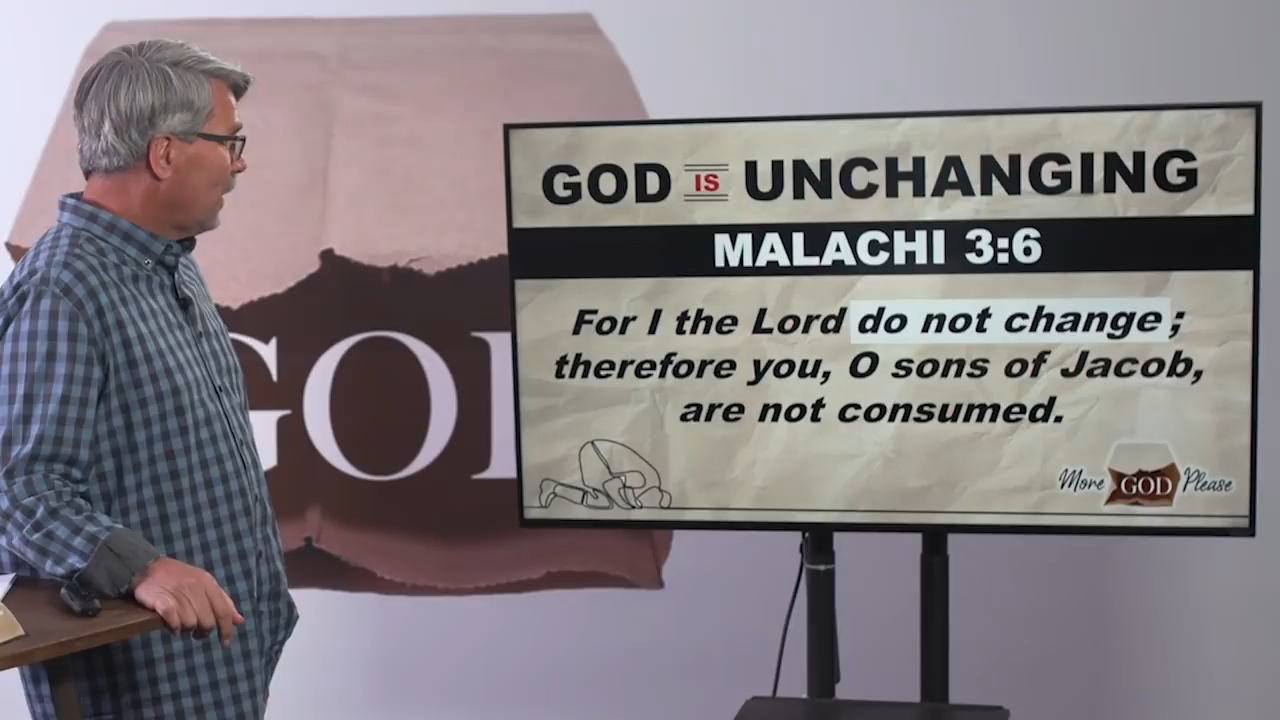 GOD IS UNCHANGING
MALACHI 3:6
For I the Lord do not change;
therefore you, O sons of Jacob,
are not consumed.
More GOD Please
GO